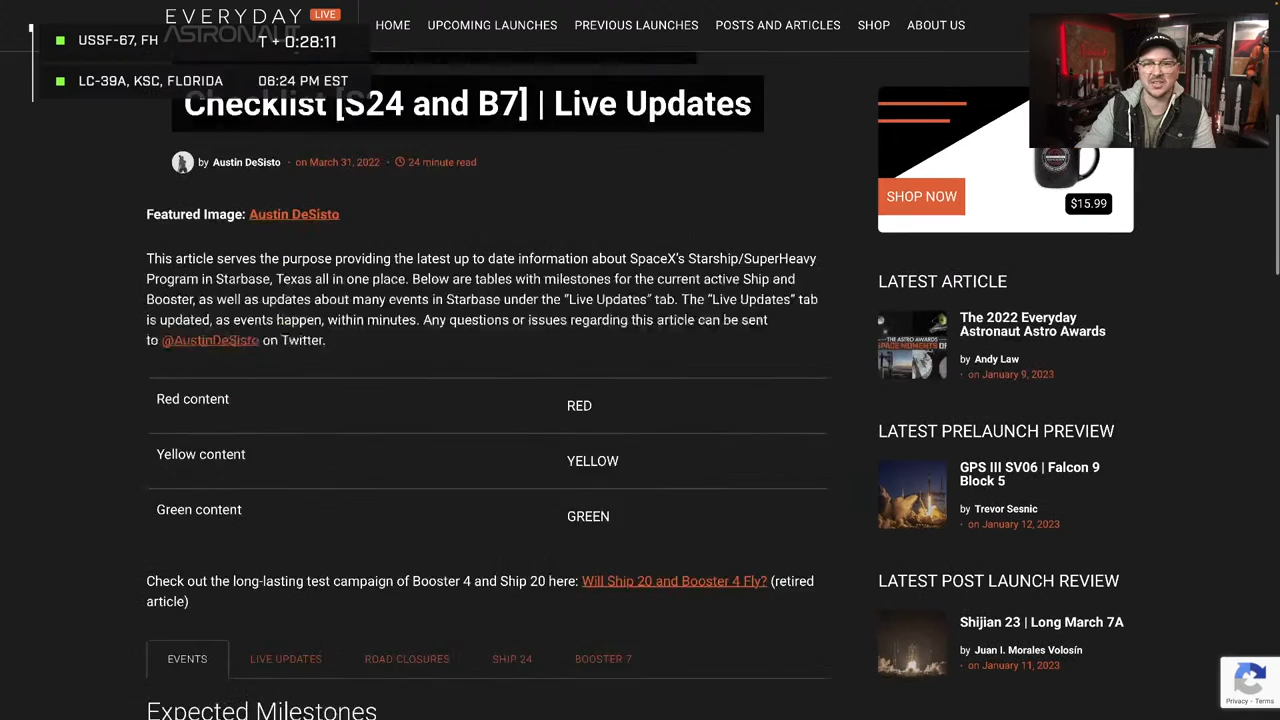 EVERYDAY
LIVE
ASTRONAUT
HOME
UPCOMING LAUNCHES
PREVIOUS LAUNCHES
POSTS AND ARTICLES
SHOP
ABOUT US
USSF-67, FH
T + 0:28:11
LC-39A, KSC, FLORIDA
06:24 PM EST
Checklist [S24 and B7] | Live Updates
by Austin DeSisto · on March 31, 2022 · 24 minute read
Featured Image: Austin DeSisto
This article serves the purpose providing the latest up to date information about SpaceX's Starship/SuperHeavy
Program in Starbase, Texas all in one place. Below are tables with milestones for the current active Ship and
Booster, as well as updates about many events in Starbase under the "Live Updates" tab. The "Live Updates" tab
is updated, as events happen, within minutes. Any questions or issues regarding this article can be sent
to @AustinDeSisto on Twitter.
Red content
RED
Yellow content
YELLOW
Green content
GREEN
Check out the long-lasting test campaign of Booster 4 and Ship 20 here: Will Ship 20 and Booster 4 Fly? (retired
article)
EVENTS
LIVE UPDATES
ROAD CLOSURES
SHIP 24
BOOSTER 7
Expected Milestones
SHOP NOW
$15.99
LATEST ARTICLE
The 2022 Everyday
Astronaut Astro Awards
by Andy Law
· on January 9, 2023
LATEST PRELAUNCH PREVIEW
GPS III SV06 | Falcon 9
Block 5
by Trevor Sesnic
· on January 12, 2023
LATEST POST LAUNCH REVIEW
Shijian 23 | Long March 7A
by Juan I. Morales Volosín
· on January 11, 2023
Privacy - Terms